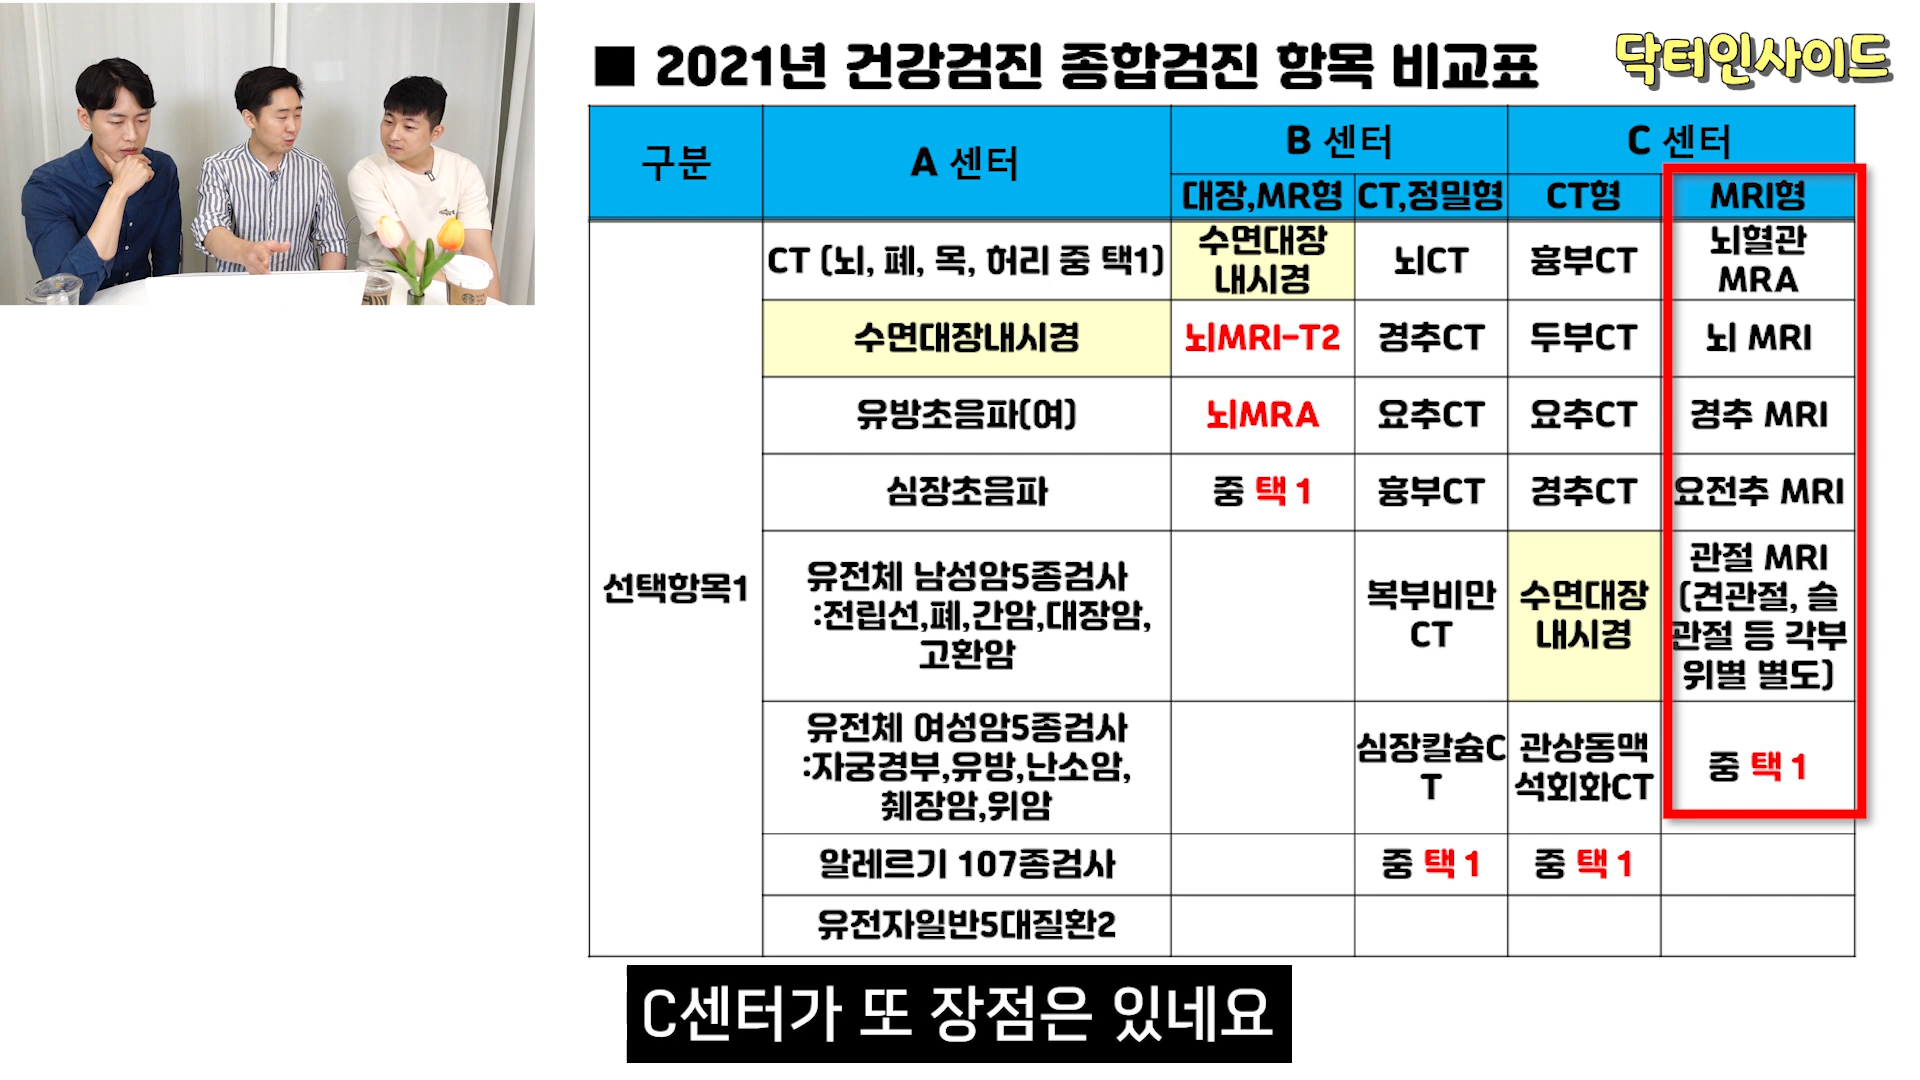 ■ 2021년 건강검진 종합검진 항목 비교표
닥터인사이드
구분
A 센터
B 센터
C 센터
대장,MR형
CT,정밀형
CT형
MRI형
선택항목1
CT (뇌, 폐, 목, 허리 중 택1)
수면대장
내시경
뇌CT
흉부CT
뇌혈관
MRA
수면대장내시경
뇌MRI-T2
경추CT
두부CT
뇌 MRI
유방초음파(여)
뇌MRA
요추CT
요추CT
경추 MRI
심장초음파
중 택 1
흉부CT
경추CT
요전추 MRI
유전체 남성암5종검사
:전립선,폐,간암,대장암,
고환암
복부비만
CT
수면대장
내시경
관절 MRI
(견관절, 슬
관절 등 각부
위별 별도)
유전체 여성암5종검사
:자궁경부,유방,난소암,
췌장암,위암
심장칼슘C
T
관상동맥
석회화CT
중 택 1
알레르기 107종검사
중 택 1
중 택 1
유전자일반5대질환2
C센터가 또 장점은 있네요